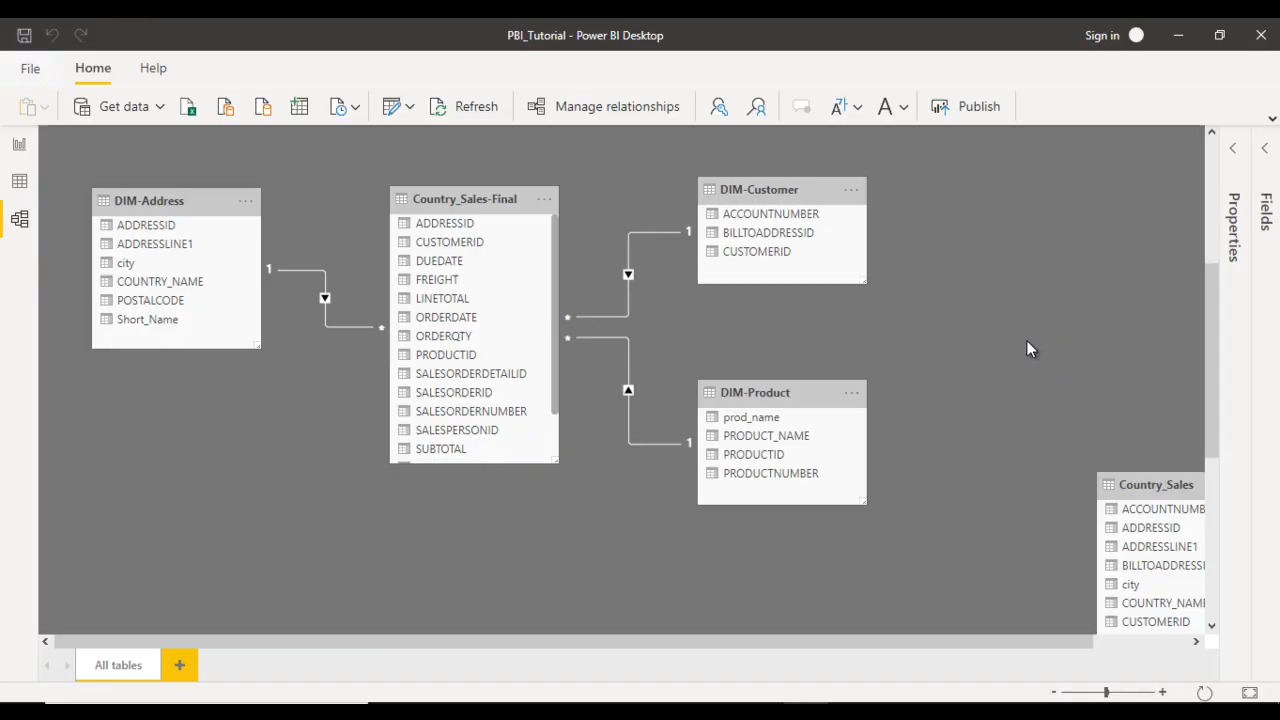 PBI_Tutorial - Power BI Desktop
Sign in
File
Home
Help
Get data
Refresh
Manage relationships
Publish
DIM-Address
ADDRESSID
ADDRESSLINE1
city
COUNTRY_NAME
POSTALCODE
Short_Name
1
*
Country_Sales-Final
ADDRESSID
CUSTOMERID
DUEDATE
FREIGHT
LINETOTAL
ORDERDATE
ORDERQTY
PRODUCTID
SALESORDERDETAILID
SALESORDERID
SALESORDERNUMBER
SALESPERSONID
SUBTOTAL
*
*
1
1
DIM-Customer
ACCOUNTNUMBER
BILLTOADDRESSID
CUSTOMERID
DIM-Product
prod_name
PRODUCT_NAME
PRODUCTID
PRODUCTNUMBER
Country_Sales
ACCOUNTNUMB
ADDRESSID
ADDRESSLINE1
BILLTOADDRESSI
city
COUNTRY_NAME
CUSTOMERID
Properties
Fields
All tables
+
-
+